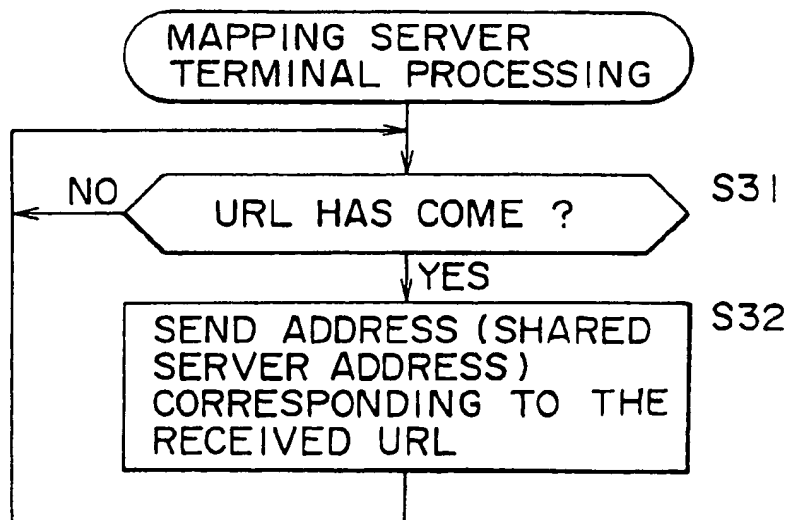 MAPPING SERVER
TERMINAL PROCESSING
NO
URL HAS COME ?
S31
YES
SEND ADDRESS (SHARED
SERVER ADDRESS)
CORRESPONDING TO THE
RECEIVED URL
S32